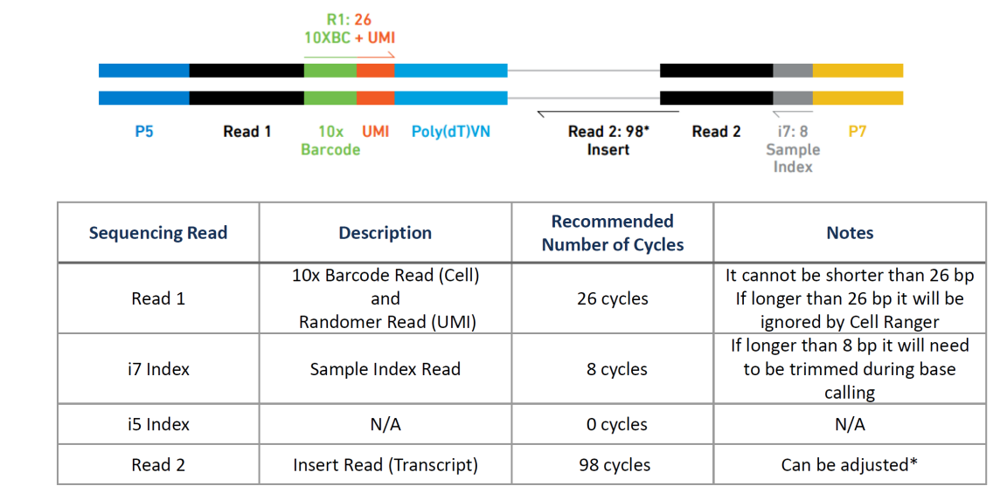 R1: 26
10XBC + UMI
P5
Read 1
10x
Barcode
UMI
Poly(dT)VN
Read 2: 98*
Insert
Read 2
i7: 8
Sample
Index
P7
Sequencing Read
Description
Recommended
Number of Cycles
Notes
Read 1
10x Barcode Read (Cell)
and
Randomer Read (UMI)
26 cycles
It cannot be shorter than 26 bp
If longer than 26 bp it will be
ignored by Cell Ranger
i7 Index
Sample Index Read
8 cycles
If longer than 8 bp it will need
to be trimmed during base
calling
i5 Index
N/A
0 cycles
N/A
Read 2
Insert Read (Transcript)
98 cycles
Can be adjusted*